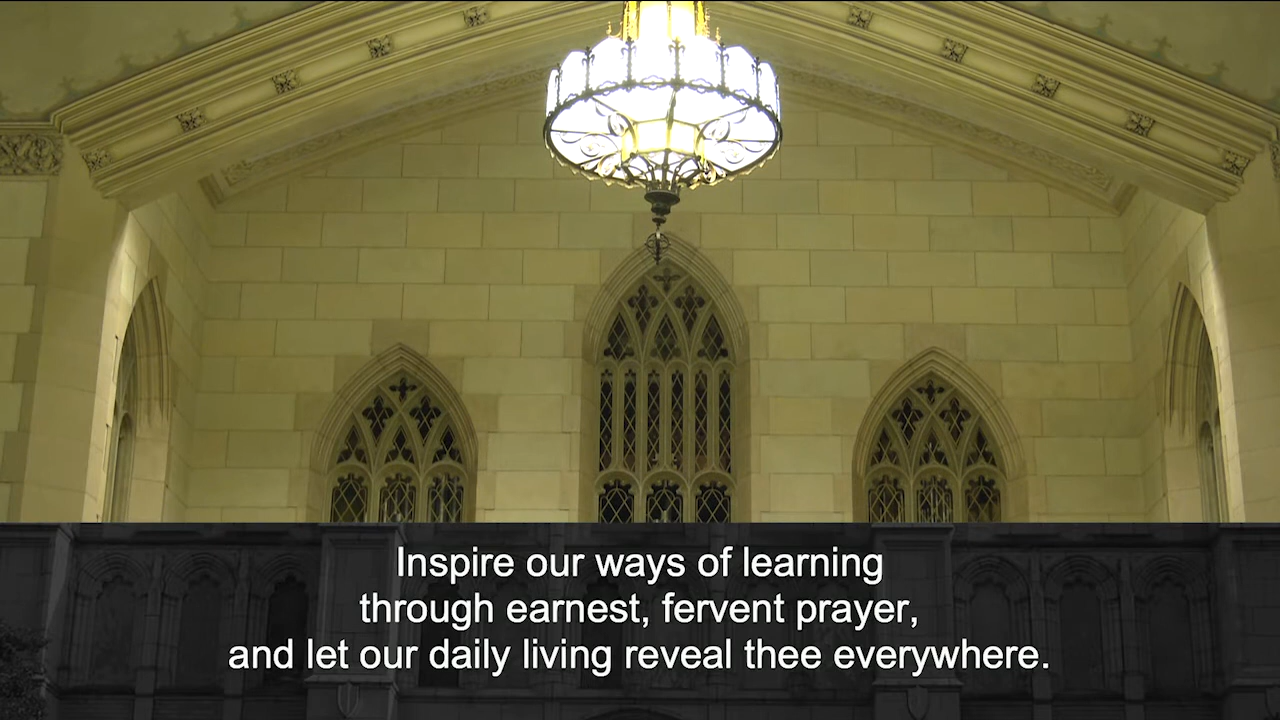 Inspire our ways of learning
through earnest, fervent prayer,
and let our daily living reveal thee everywhere.